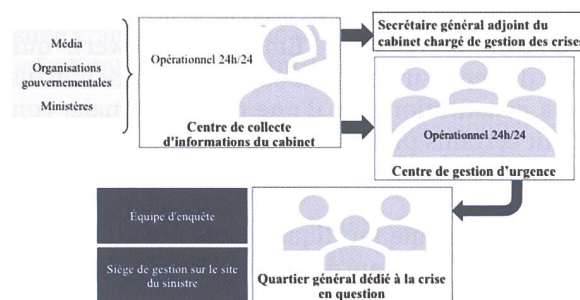 Média
Organisations
gouvernementales
Ministères
Opérationnel 24h/24
Centre de collecte
d'informations du cabinet
Secrétaire général adjoint du
cabinet chargé de gestion des crises
Opérationnel 24h/24
Centre de gestion d'urgence
Équipe d'enquête
Siège de gestion sur le site
du sinistre
Quartier général dédié à la crise
en question